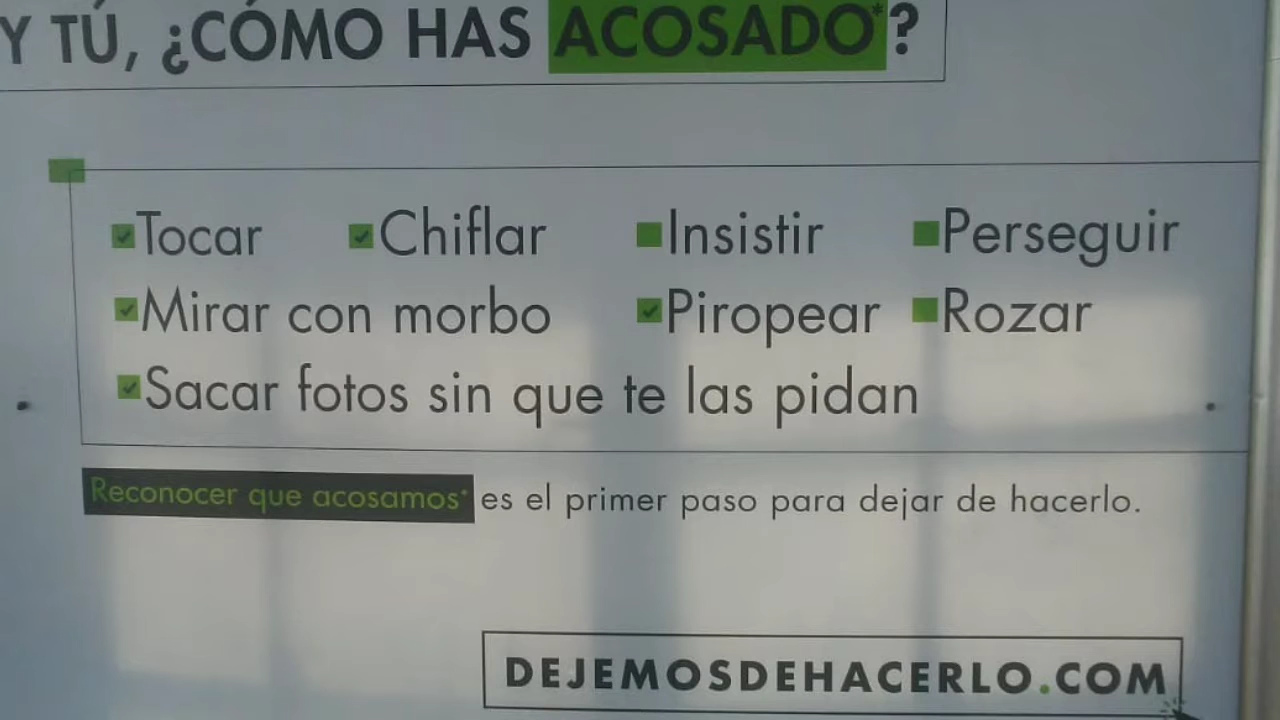 Y TÚ, ¿CÓMO HAS ACOSADO*?
Tocar Chiflar Insistir Perseguir
Mirar con morbo Piropear Rozar
Sacar fotos sin que te las pidan
Reconocer que acosamos* es el primer paso para dejar de hacerlo.
DEJEMOSDEHACERLO.COM